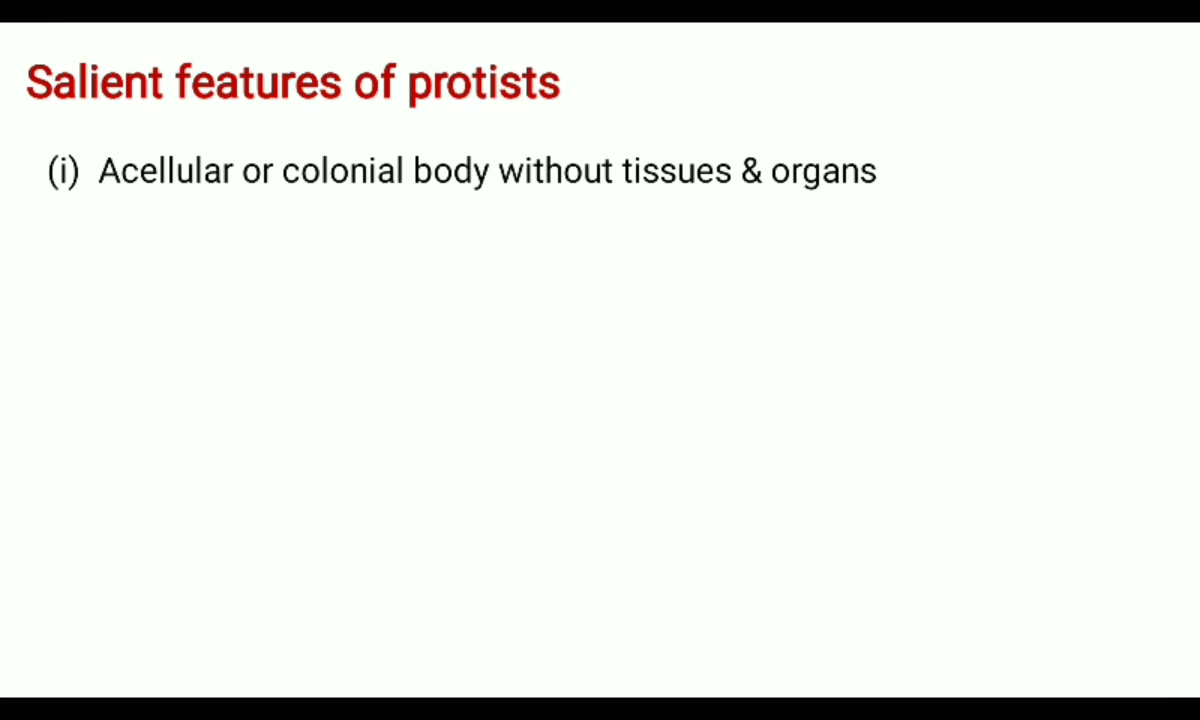 Salient features of protists
(i) Acellular or colonial body without tissues & organs